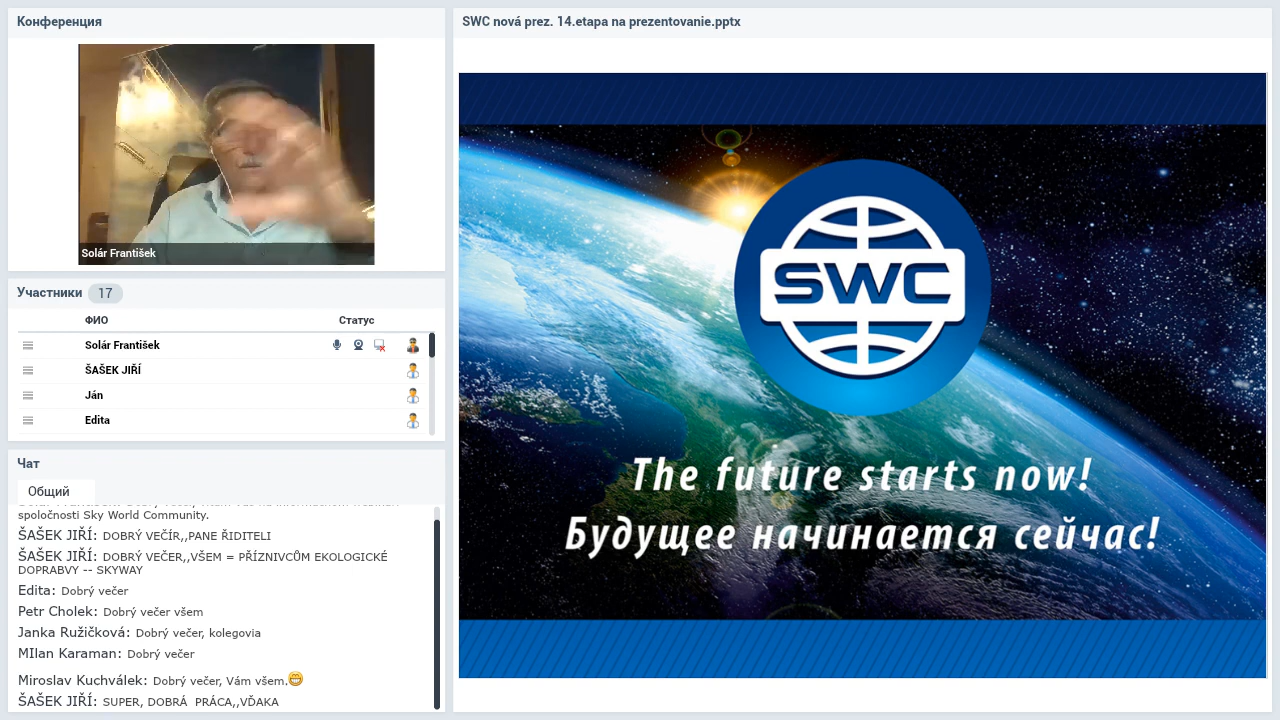 Конференция
Solár František
Участники 17
ФИО Статус
Solár František
ŠAŠEK JIŘÍ
Ján
Edita
Чат
Общий
spoločnosti Sky World Community.
ŠAŠEK JIŘÍ: DOBRÝ VEČÍR,,PANE ŘIDITELI
ŠAŠEK JIŘÍ: DOBRÝ VEČER,,VŠEM = PŘÍZNIVCŮM EKOLOGICKÉ
DOPRABVY -- SKYWAY
Edita: Dobrý večer
Petr Cholek: Dobrý večer všem
Janka Ružičková: Dobrý večer, kolegovia
MIlan Karaman: Dobrý večer
Miroslav Kuchválek: Dobrý večer, Vám všem.
ŠAŠEK JIŘÍ: SUPER, DOBRÁ PRÁCA,,VĎAKA
SWC nová prez. 14.etapa na prezentovanie.pptx
SWC
The future starts now!
Будущее начинается сейчас!